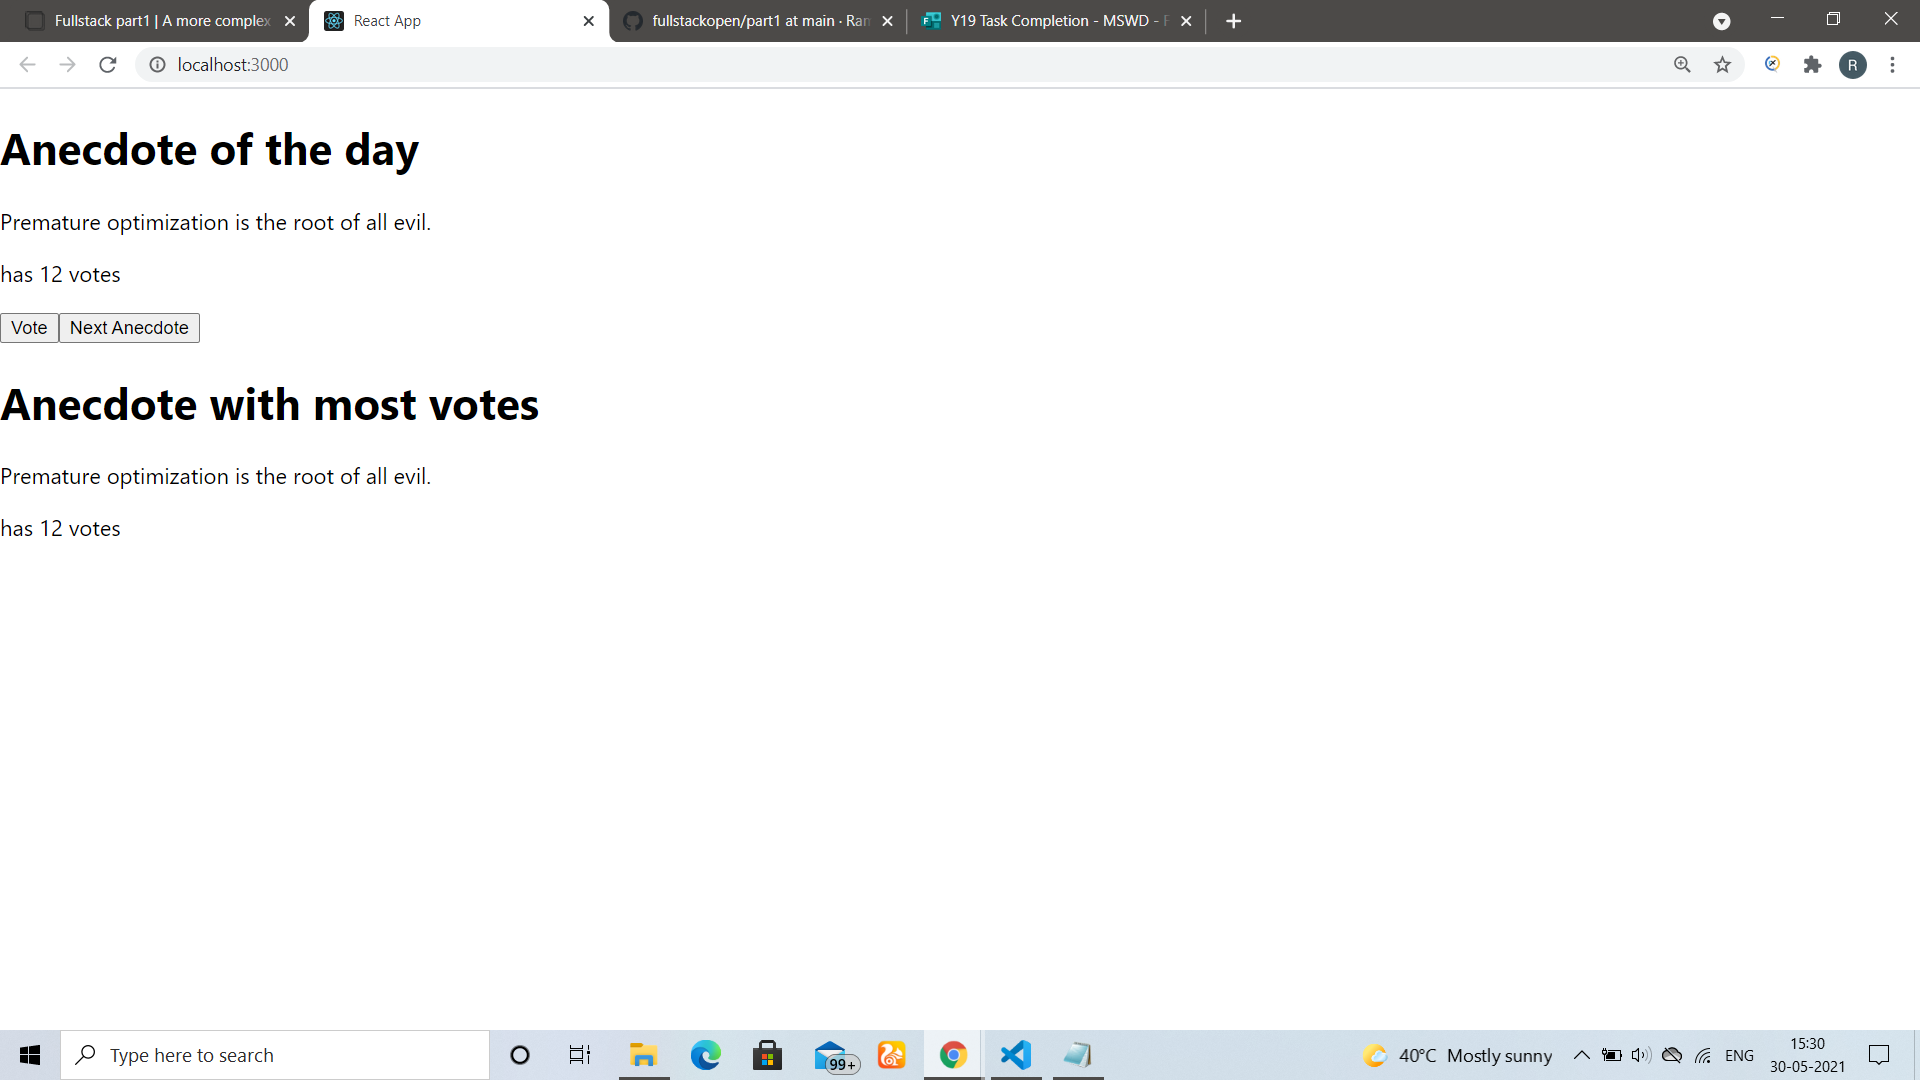 Fullstack part1 | A more complex
React App
fullstackopen/part1 at main · Ram
Y19 Task Completion - MSWD - F
localhost:3000
R
Anecdote of the day
Premature optimization is the root of all evil.
has 12 votes
Vote
Next Anecdote
Anecdote with most votes
Premature optimization is the root of all evil.
has 12 votes
Type here to search
99+
40°C Mostly sunny
ENG
15:30
30-05-2021